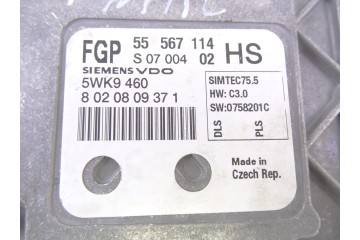 FGP 55 567 114 HS
S 07 004 02
SIEMENS VDO
5WK9 460
8 02 08 09 37 1
SIMTEC75.5
HW: C3.0
SW:0758201C
DLS
PLS
Made in
Czech Rep.